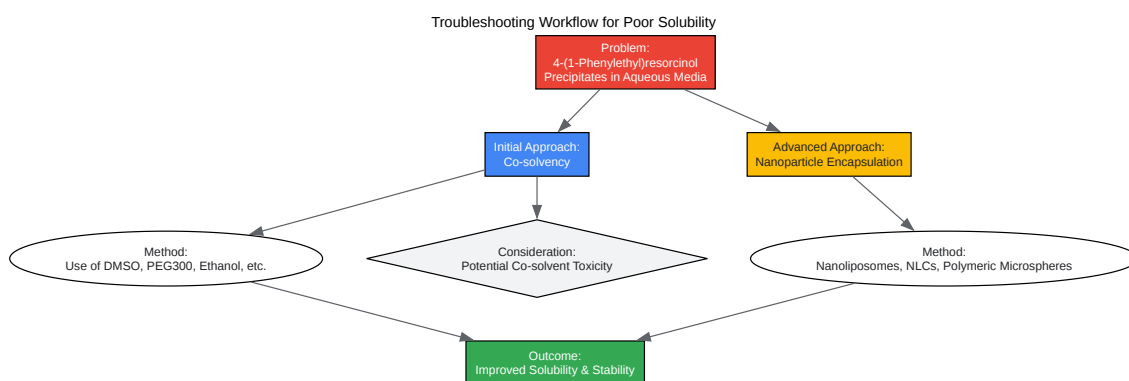 Troubleshooting Workflow for Poor Solubility
Problem:
4-(1-Phenylethyl)resorcinol
Precipitates in Aqueous Media
Initial Approach:
Co-solvency
Advanced Approach:
Nanoparticle Encapsulation
Method:
Use of DMSO, PEG300, Ethanol, etc.
Consideration:
Potential Co-solvent Toxicity
Method:
Nanoliposomes, NLCs, Polymeric Microspheres
Outcome:
Improved Solubility & Stability